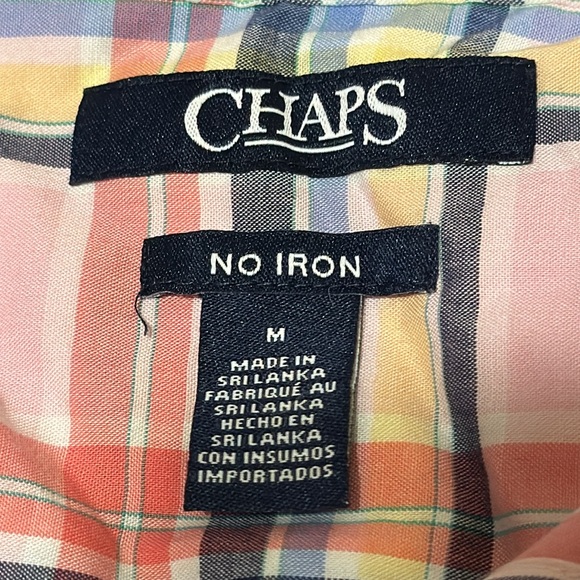 CHAPS
NO IRON
M
MADE IN
SRI LANKA
FABRIQUÉ AU
SRI LANKA
HECHO EN
SRI LANKA
CON INSUMOS
IMPORTADOS